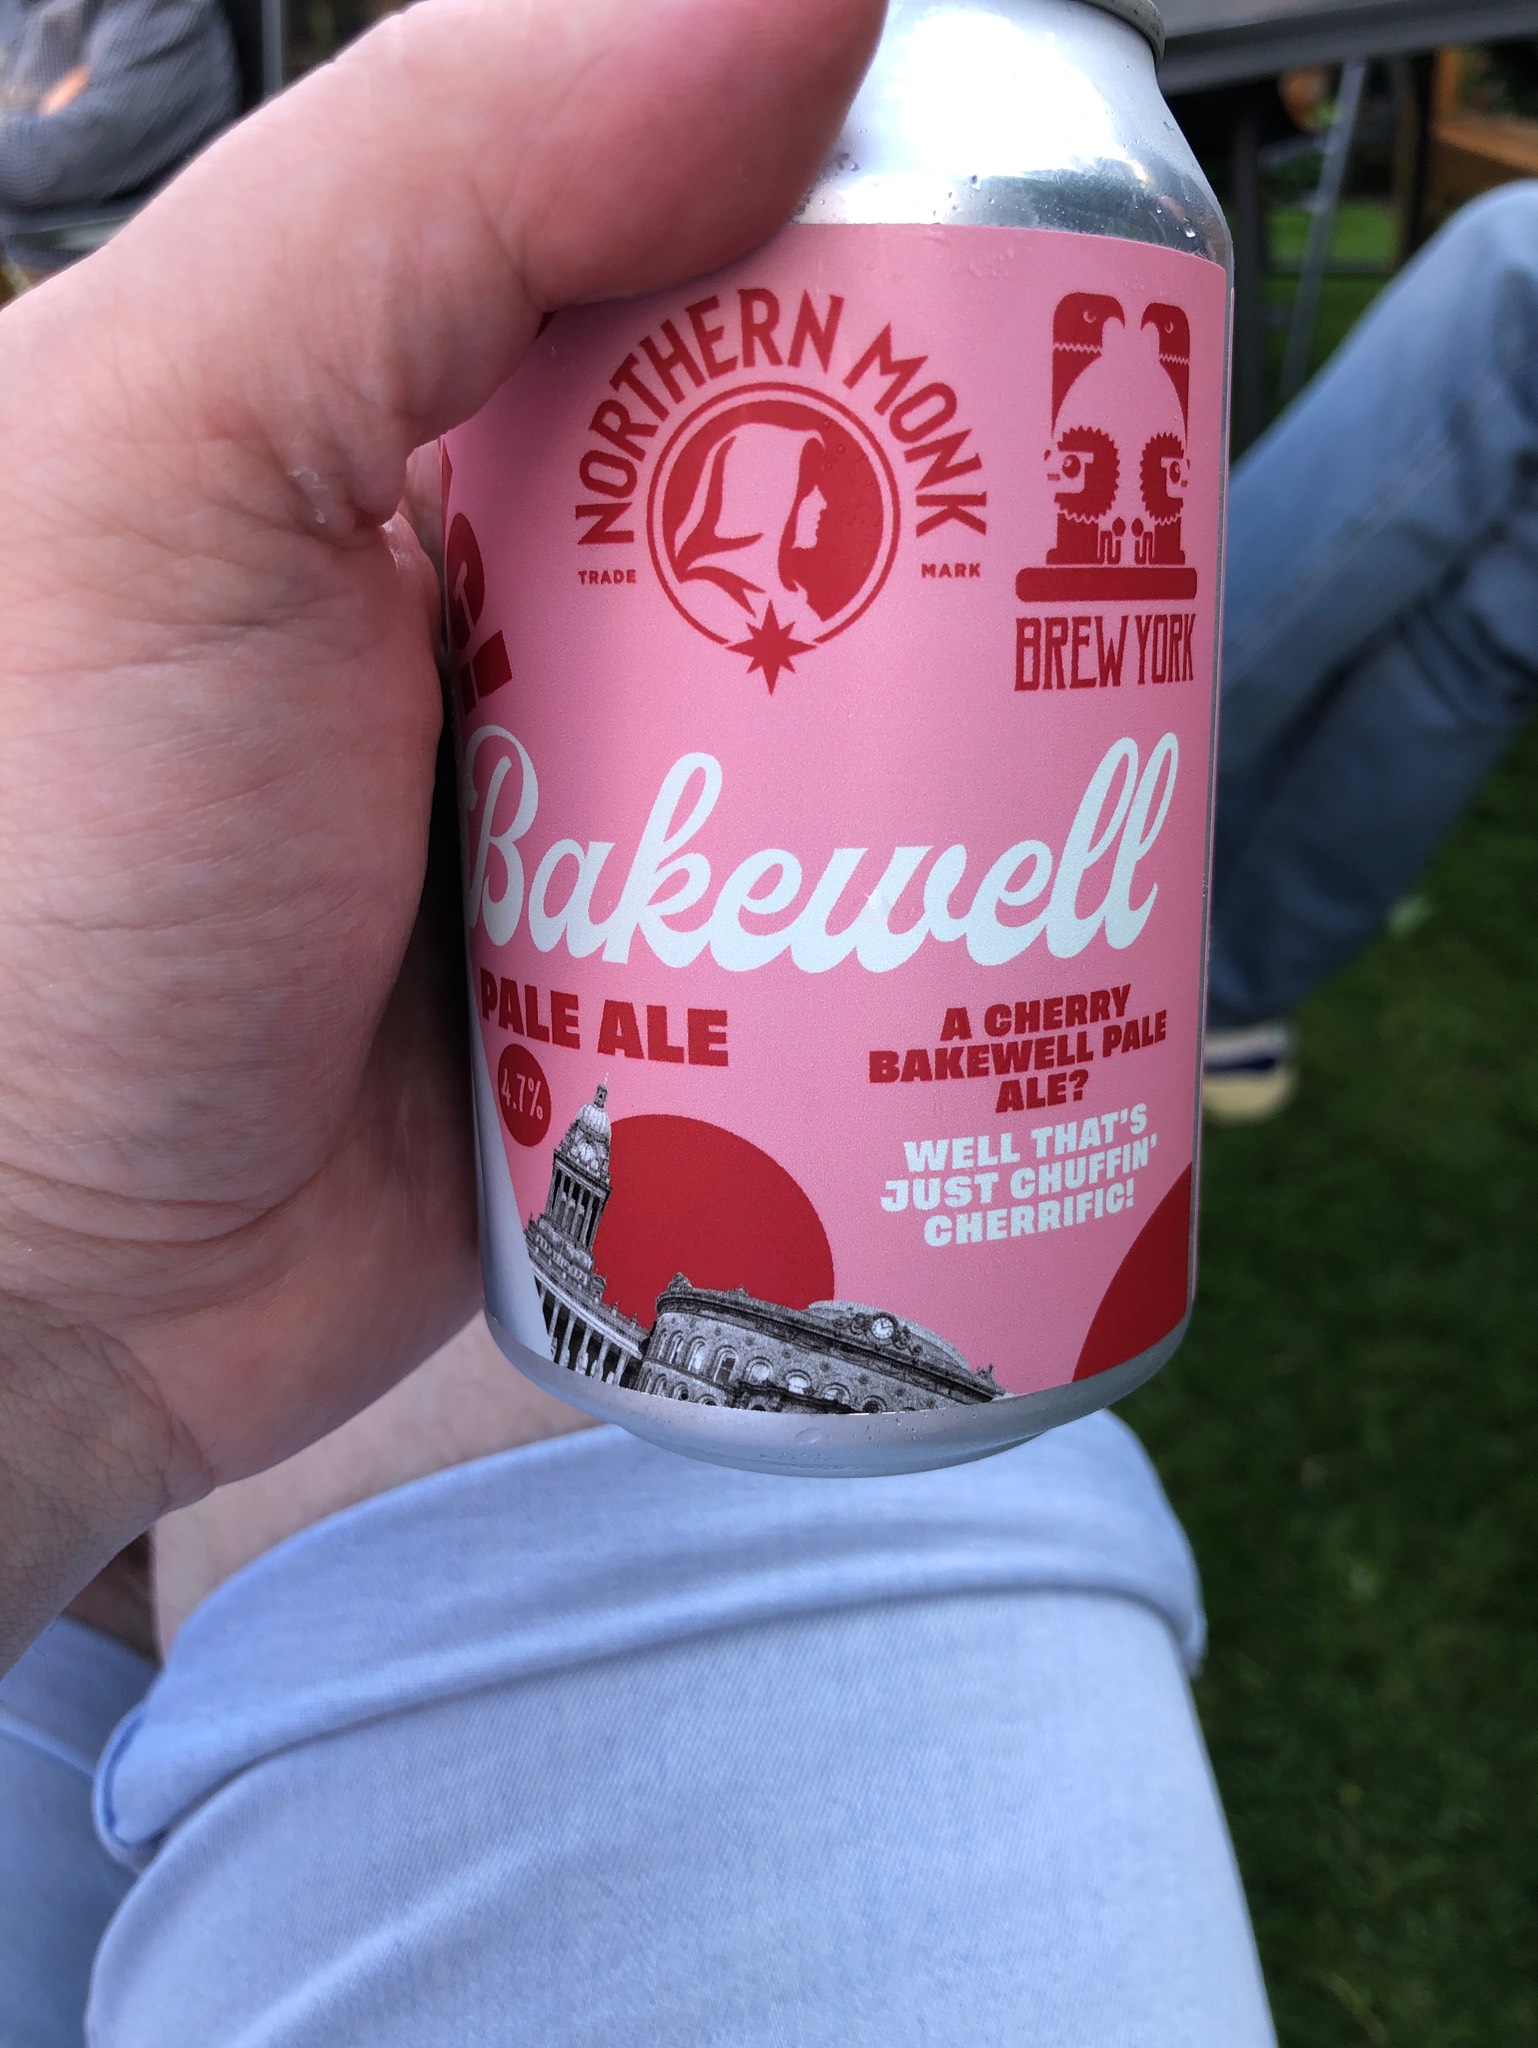 NORTHERN MONK
TRADE MARK
BREW YORK
Bakewell
PALE ALE
4.7%
A CHERRY
BAKEWELL PALE
ALE?
WELL THAT'S
JUST CHUFFIN'
CHERRIFIC!